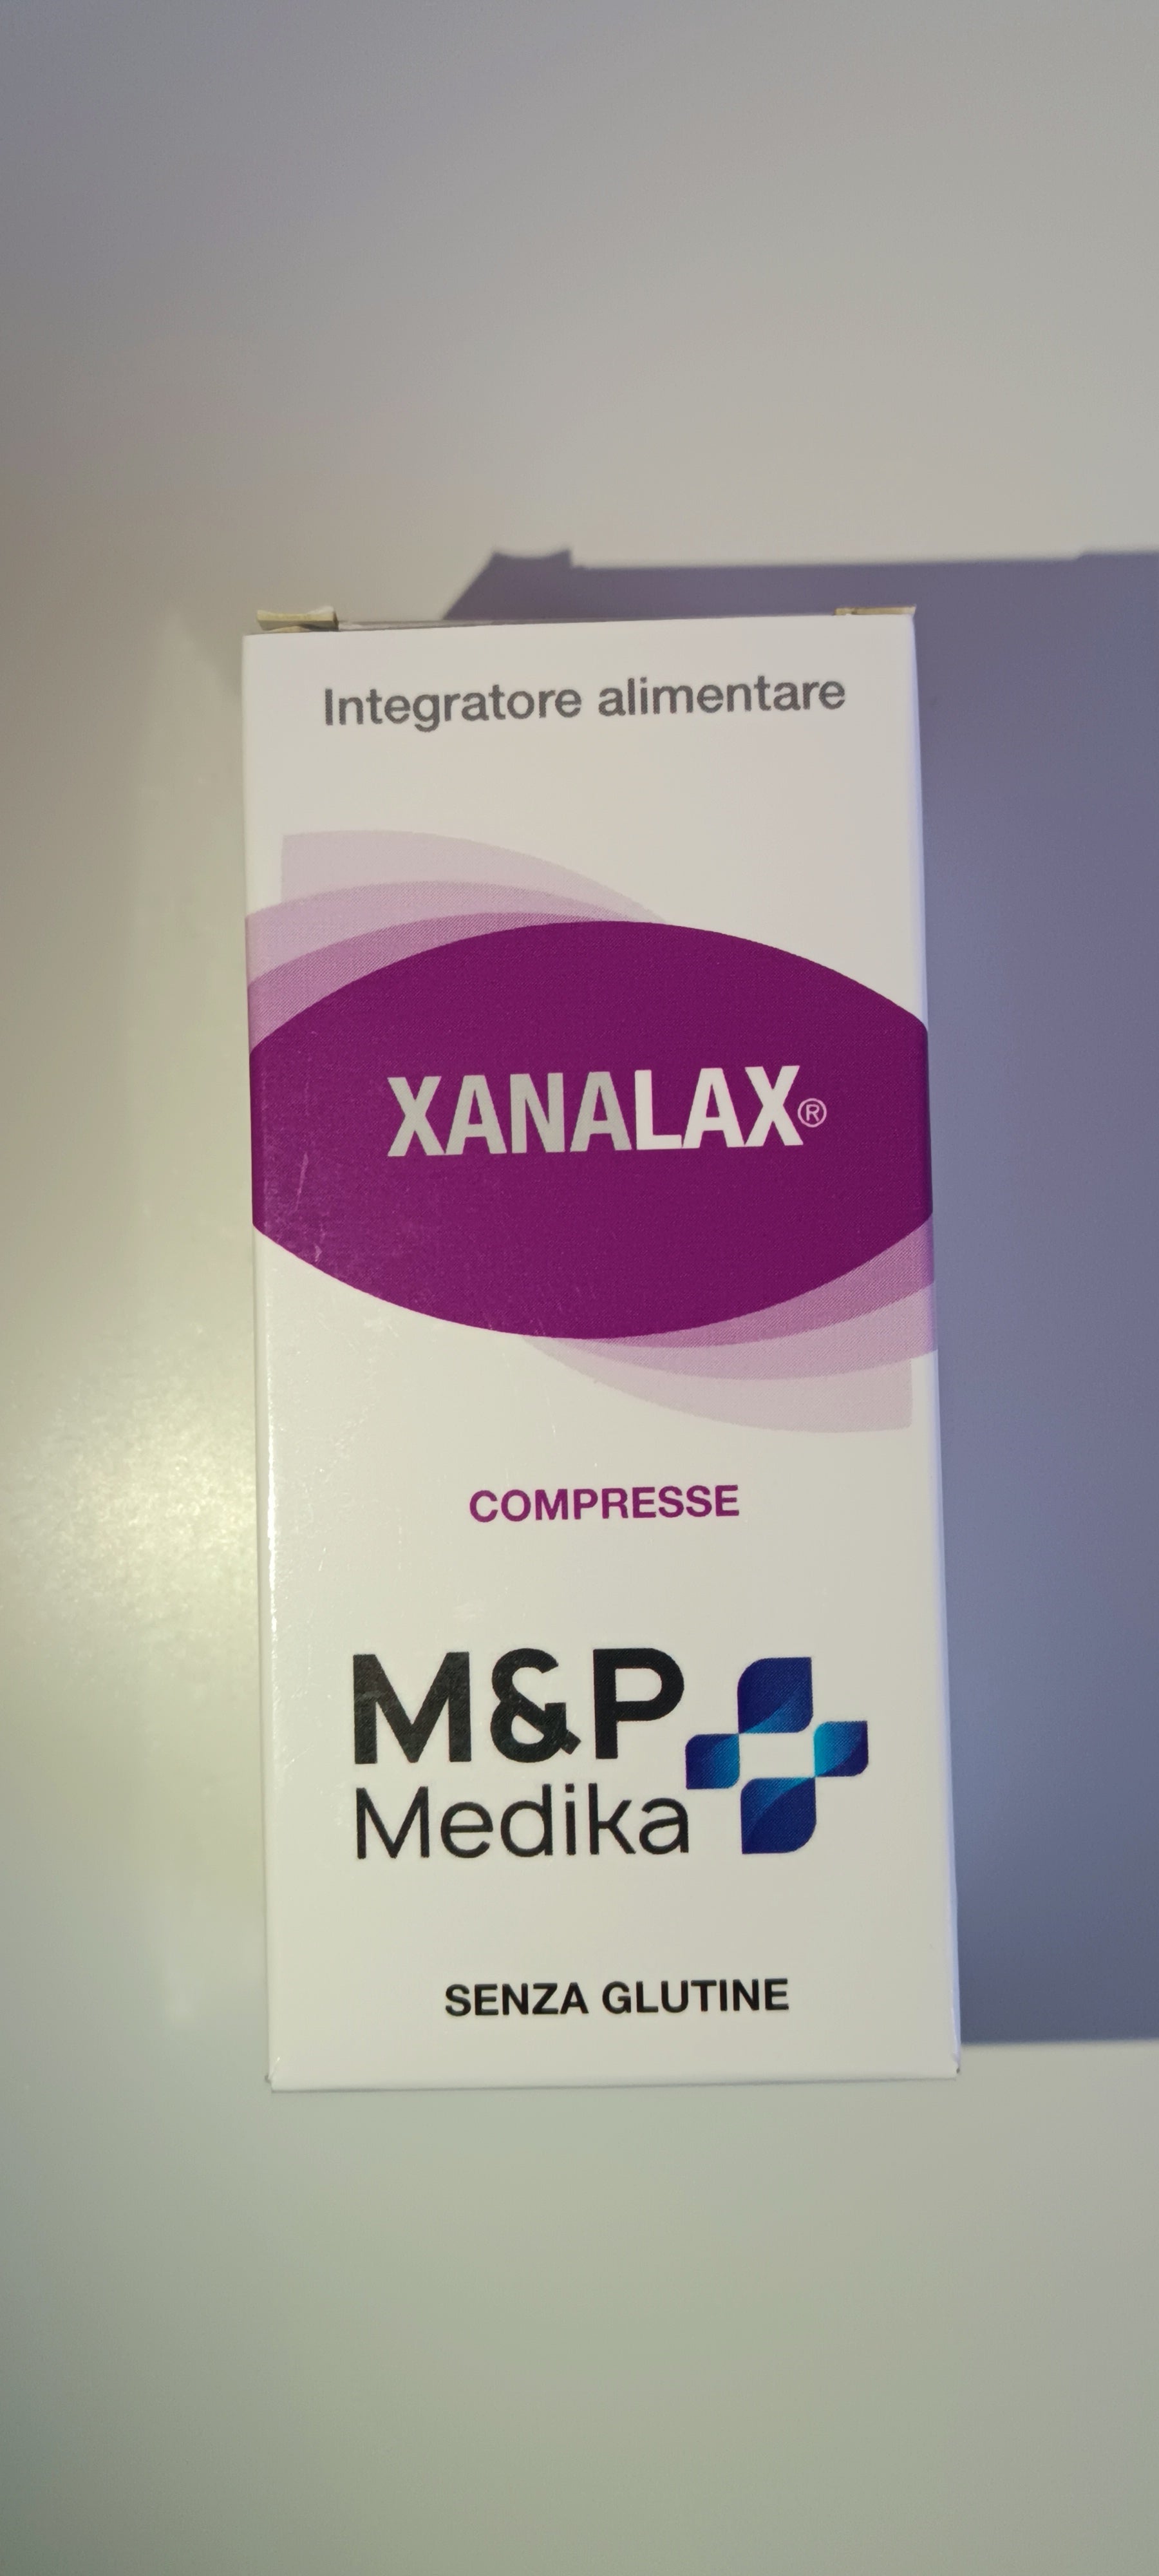 Integratore alimentare
XANALAX®
COMPRESSE
M&P
Medika
SENZA GLUTINE